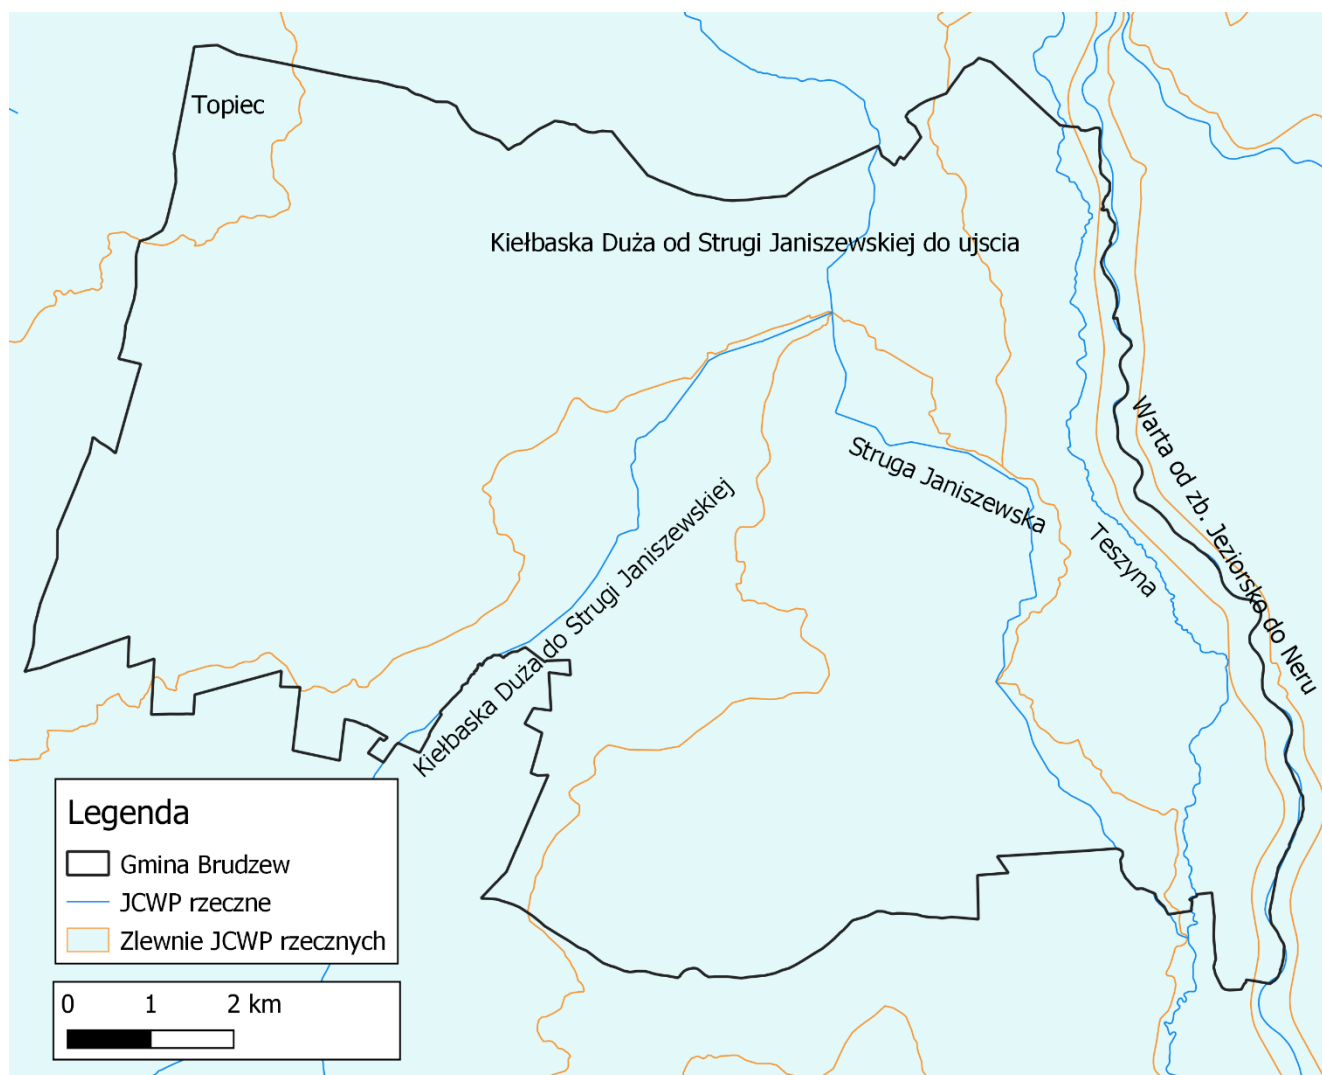 Topiec
Kiełbaska Duża od Strugi Janiszewskiej do ujscia
Warta od zb. Jeziorsko do Neru
Struga Janiszewska
Teszyna
Kiełbaska Duża do Strugi Janiszewskiej
Legenda
Gmina Brudzew
JCWP rzeczne
Zlewnie JCWP rzecznych
0 1 2 km